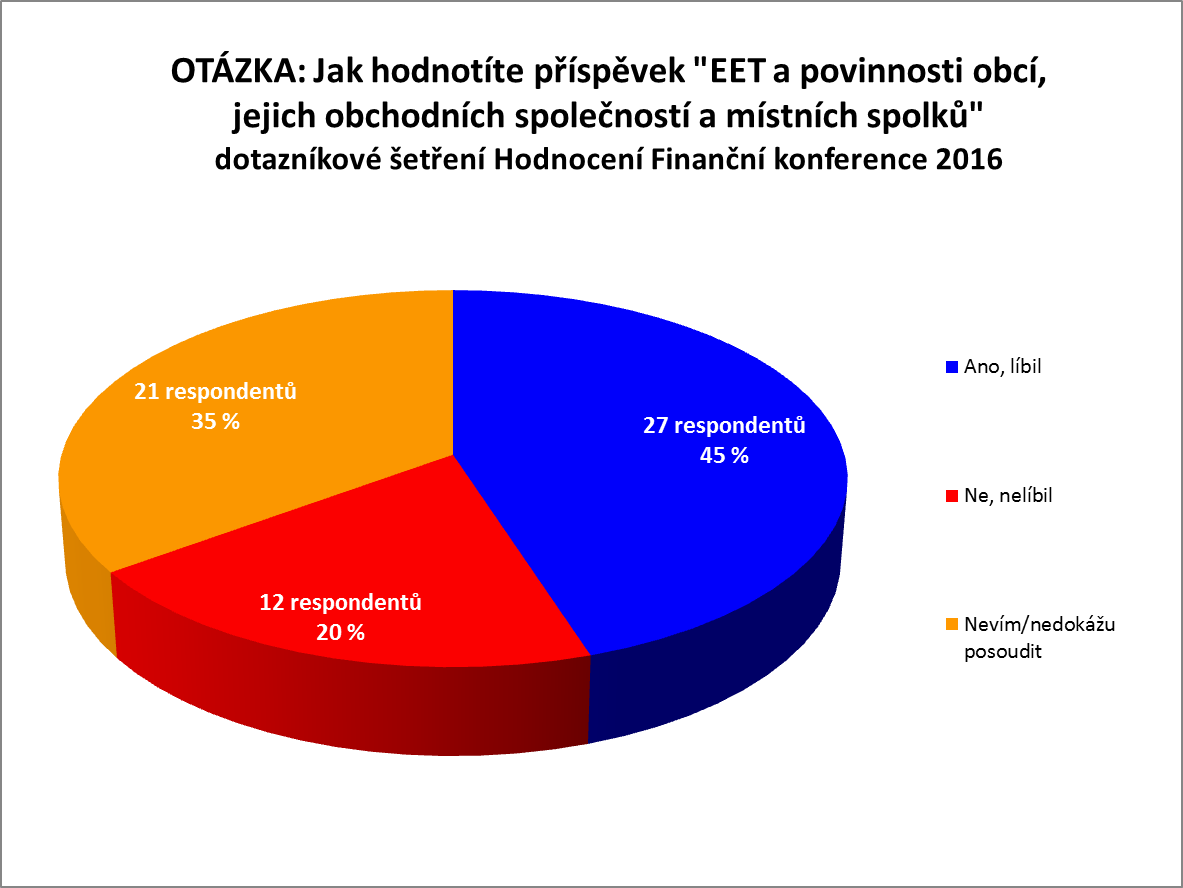 OTÁZKA: Jak hodnotíte příspěvek "EET a povinnosti obcí,
jejich obchodních společností a místních spolků"
dotazníkové šetření Hodnocení Finanční konference 2016
21 respondentů
35 %
27 respondentů
45 %
12 respondentů
20 %
Ano, líbil
Ne, nelíbil
Nevím/nedokážu
posoudit